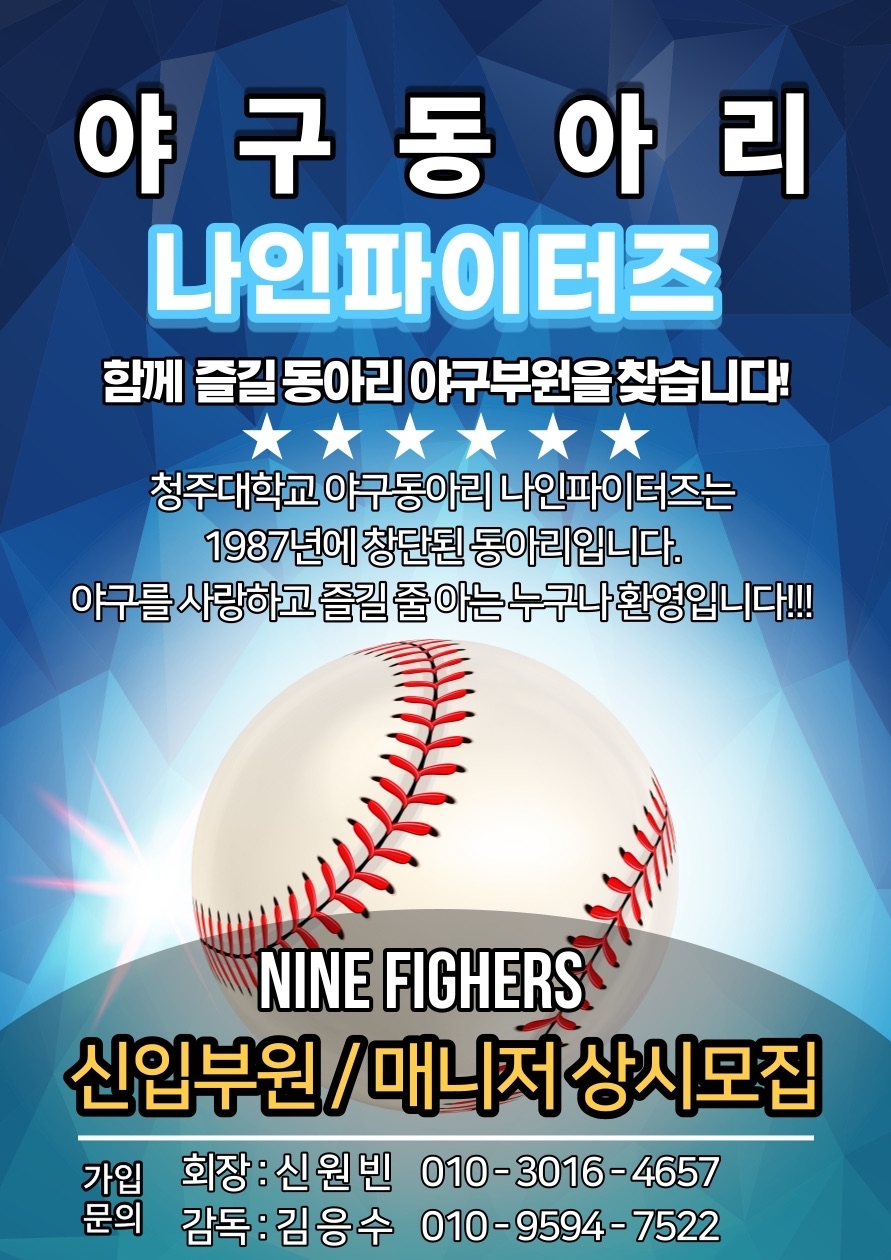 야구동아리
나인파이터즈
함께 즐길 동아리 야구부원을 찾습니다!
★ ★ ★ ★ ★ ★
청주대학교 야구동아리 나인파이터즈는
1987년에 창단된 동아리입니다.
야구를 사랑하고 즐길 줄 아는 누구나 환영입니다!!!
NINE FIGHERS
신입부원 / 매니저 상시모집
가입 문의
회장 : 신원빈 010-3016-4657
감독 : 김응수 010-9594-7522